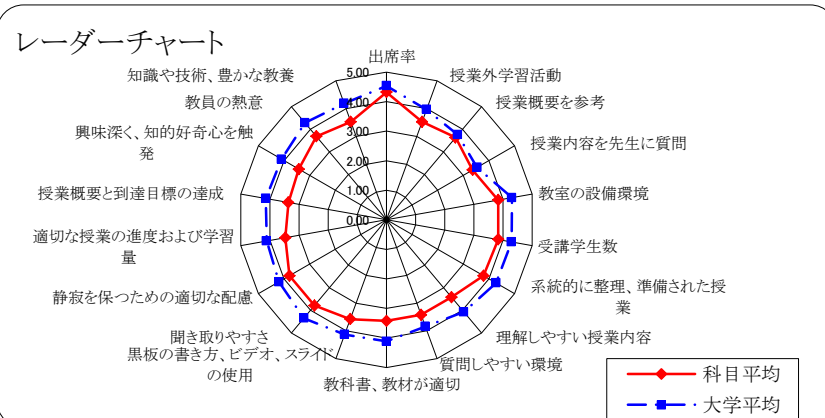 レーダーチャート
出席率
授業外学習活動
授業概要を参考
授業内容を先生に質問
教室の設備環境
受講学生数
系統的に整理、準備された授
業
理解しやすい授業内容
質問しやすい環境
教科書、教材が適切
黒板の書き方、ビデオ、スライド
の使用
聞き取りやすさ
静寂を保つための適切な配慮
適切な授業の進度および学習
量
授業概要と到達目標の達成
興味深く、知的好奇心を触
発
教員の熱意
知識や技術、豊かな教養
5.00
4.00
3.00
2.00
1.00
0.00
科目平均
大学平均